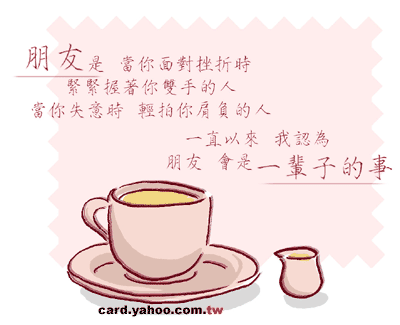 朋友是 當你面對挫折時
緊緊握著你雙手的人
當你失意時 輕拍你肩負的人
一直以來 我認為
朋友 會是一輩子的事
card.yahoo.com.tw